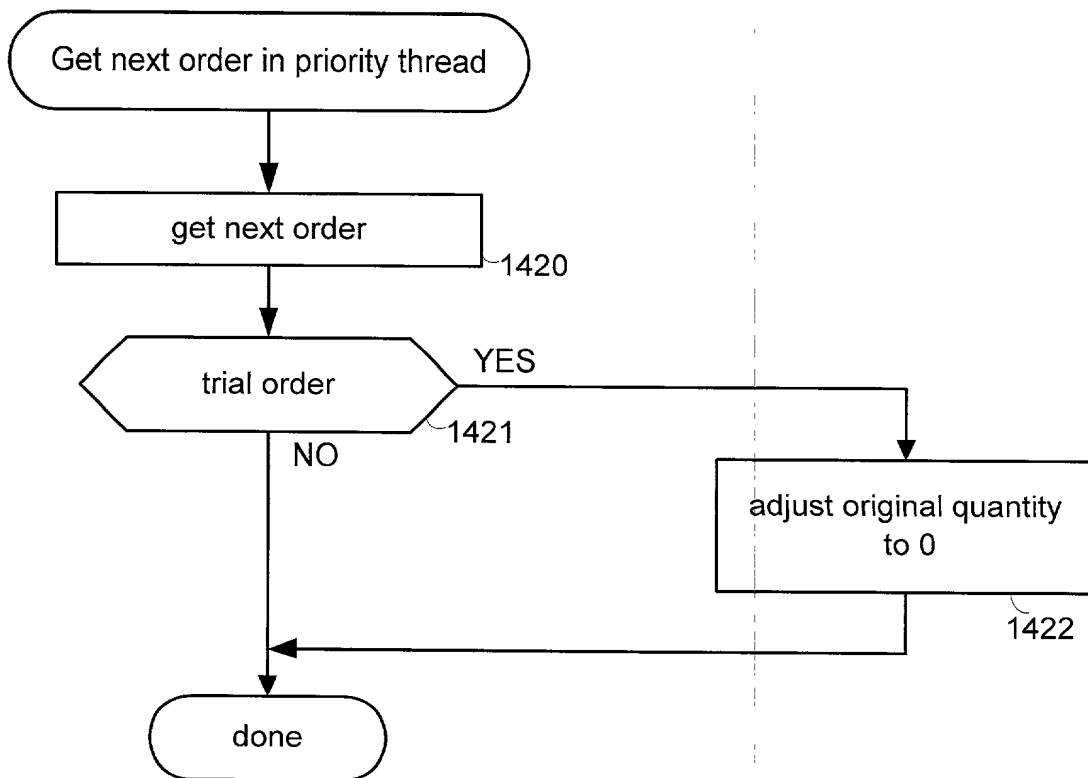 Get next order in priority thread
get next order
1420
trial order
YES
1421
NO
adjust original quantity
to 0
1422
done